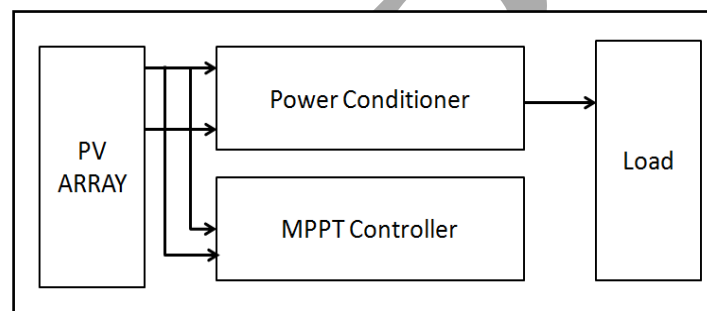 PV
ARRAY
Power Conditioner
MPPT Controller
Load